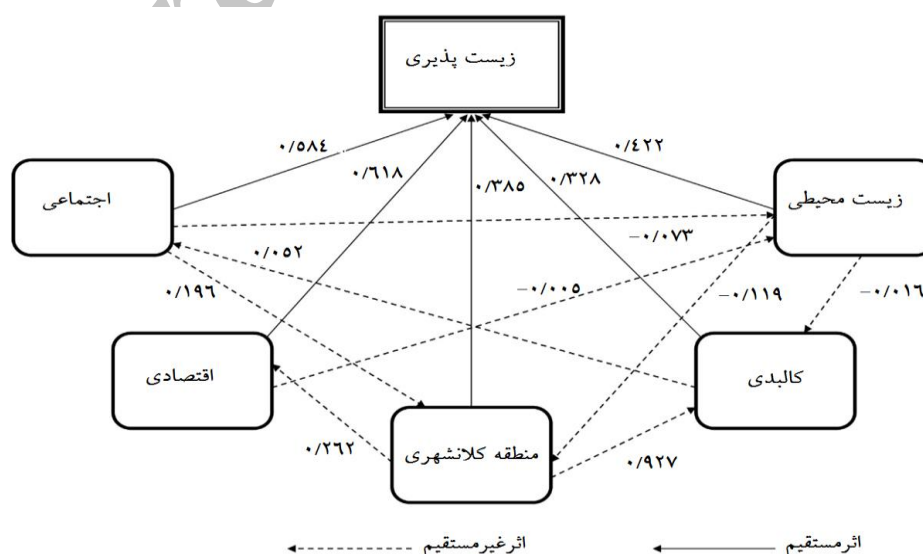 زیست پذیری
۰/۵۸۴
۰/۴۲۲
۰/۶۱۸
۰/۳۸۵
۰/۳۲۸
اجتماعی
زیست محیطی
−۰/۰۷۳
۰/۰۵۲
۰/۱۹۶
−۰/۰۰۵
−۰/۱۱۹
−۰/۰۱۶
اقتصادی
کالبدی
منطقه کلانشهری
۰/۲۶۲
۰/۹۲۷
اثرمستقیم
اثرغیرمستقیم